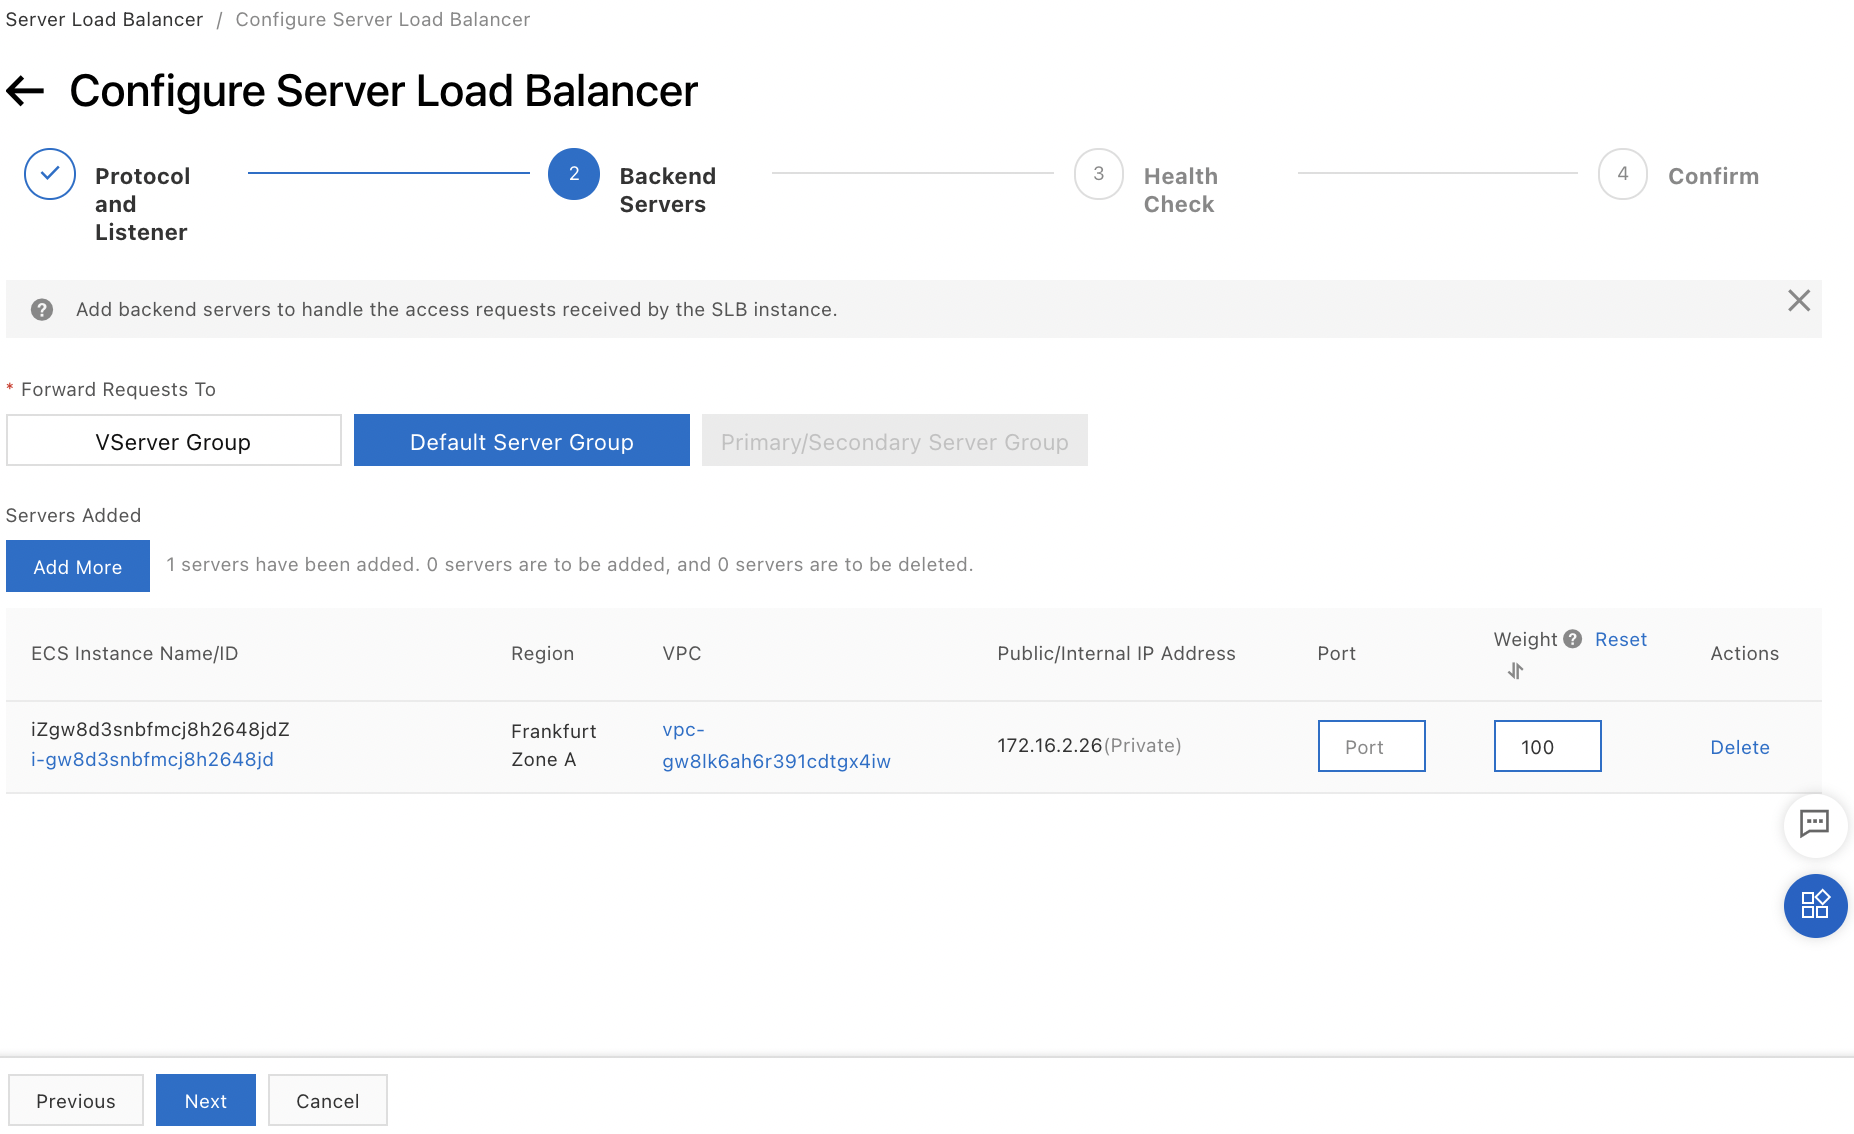 Server Load Balancer / Configure Server Load Balancer
Configure Server Load Balancer
Protocol
and
Listener
2
Backend
Servers
3
Health
Check
4
Confirm
? Add backend servers to handle the access requests received by the SLB instance.
* Forward Requests To
VServer Group
Default Server Group
Primary/Secondary Server Group
Servers Added
Add More
1 servers have been added. 0 servers are to be added, and 0 servers are to be deleted.
ECS Instance Name/ID
Region
VPC
Public/Internal IP Address
Port
Weight ? Reset
Actions
iZgw8d3snbfmcj8h2648jdZ
i-gw8d3snbfmcj8h2648jd
Frankfurt
Zone A
vpc-
gw8lk6ah6r391cdtgx4iw
172.16.2.26(Private)
Port
100
Delete
Previous
Next
Cancel